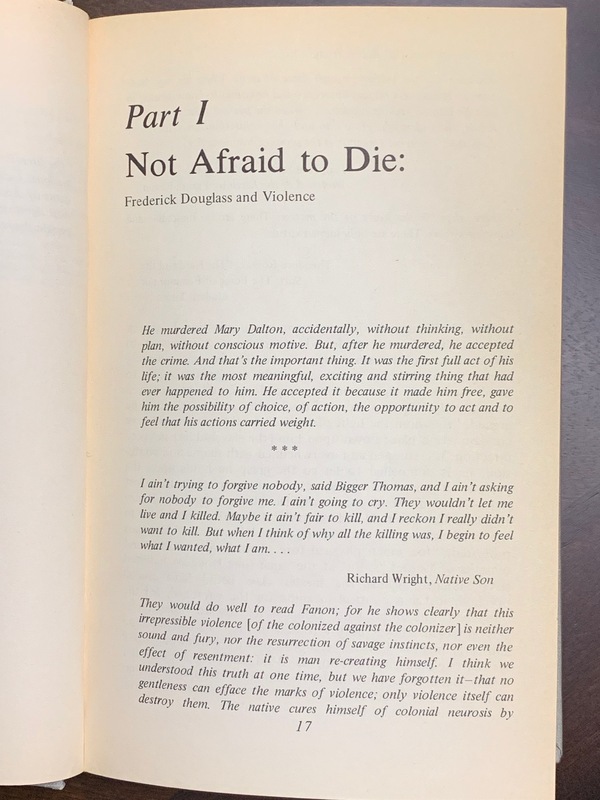 Part I
Not Afraid to Die:
Frederick Douglass and Violence
He murdered Mary Dalton, accidentally, without thinking, without
plan, without conscious motive. But, after he murdered, he accepted
the crime. And that's the important thing. It was the first full act of his
life; it was the most meaningful, exciting and stirring thing that had
ever happened to him. He accepted it because it made him free, gave
him the possibility of choice, of action, the opportunity to act and to
feel that his actions carried weight.
* * *
I ain't trying to forgive nobody, said Bigger Thomas, and I ain't asking
for nobody to forgive me. I ain't going to cry. They wouldn't let me
live and I killed. Maybe it ain't fair to kill, and I reckon I really didn't
want to kill. But when I think of why all the killing was, I begin to feel
what I wanted, what I am. . . .
Richard Wright, Native Son
They would do well to read Fanon; for he shows clearly that this
irrepressible violence [of the colonized against the colonizer] is neither
sound and fury, nor the resurrection of savage instincts, nor even the
effect of resentment: it is man re-creating himself. I think we
understood this truth at one time, but we have forgotten it—that no
gentleness can efface the marks of violence; only violence itself can
destroy them. The native cures himself of colonial neurosis by
17